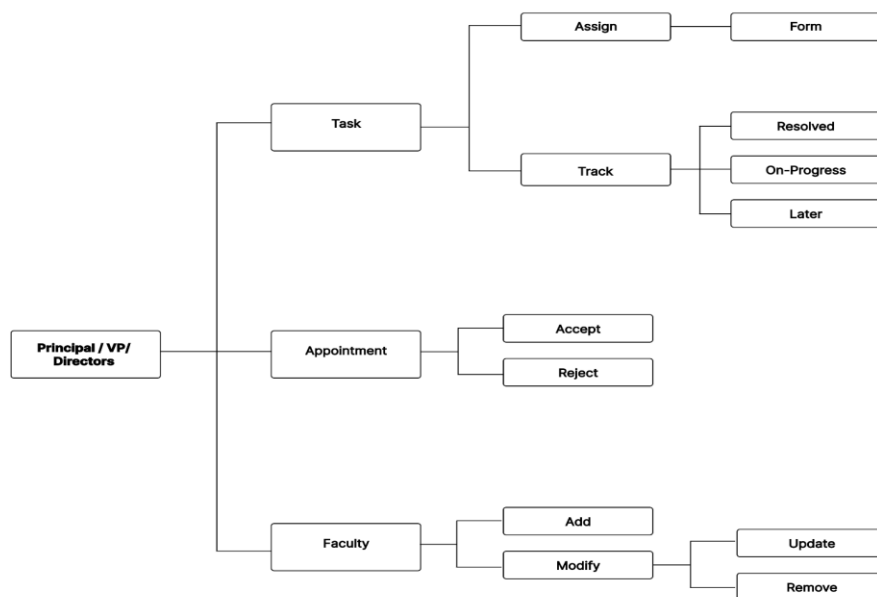 Assign
Form
Task
Resolved
Track
On-Progress
Later
Principal / VP/
Directors
Appointment
Accept
Reject
Faculty
Add
Modify
Update
Remove